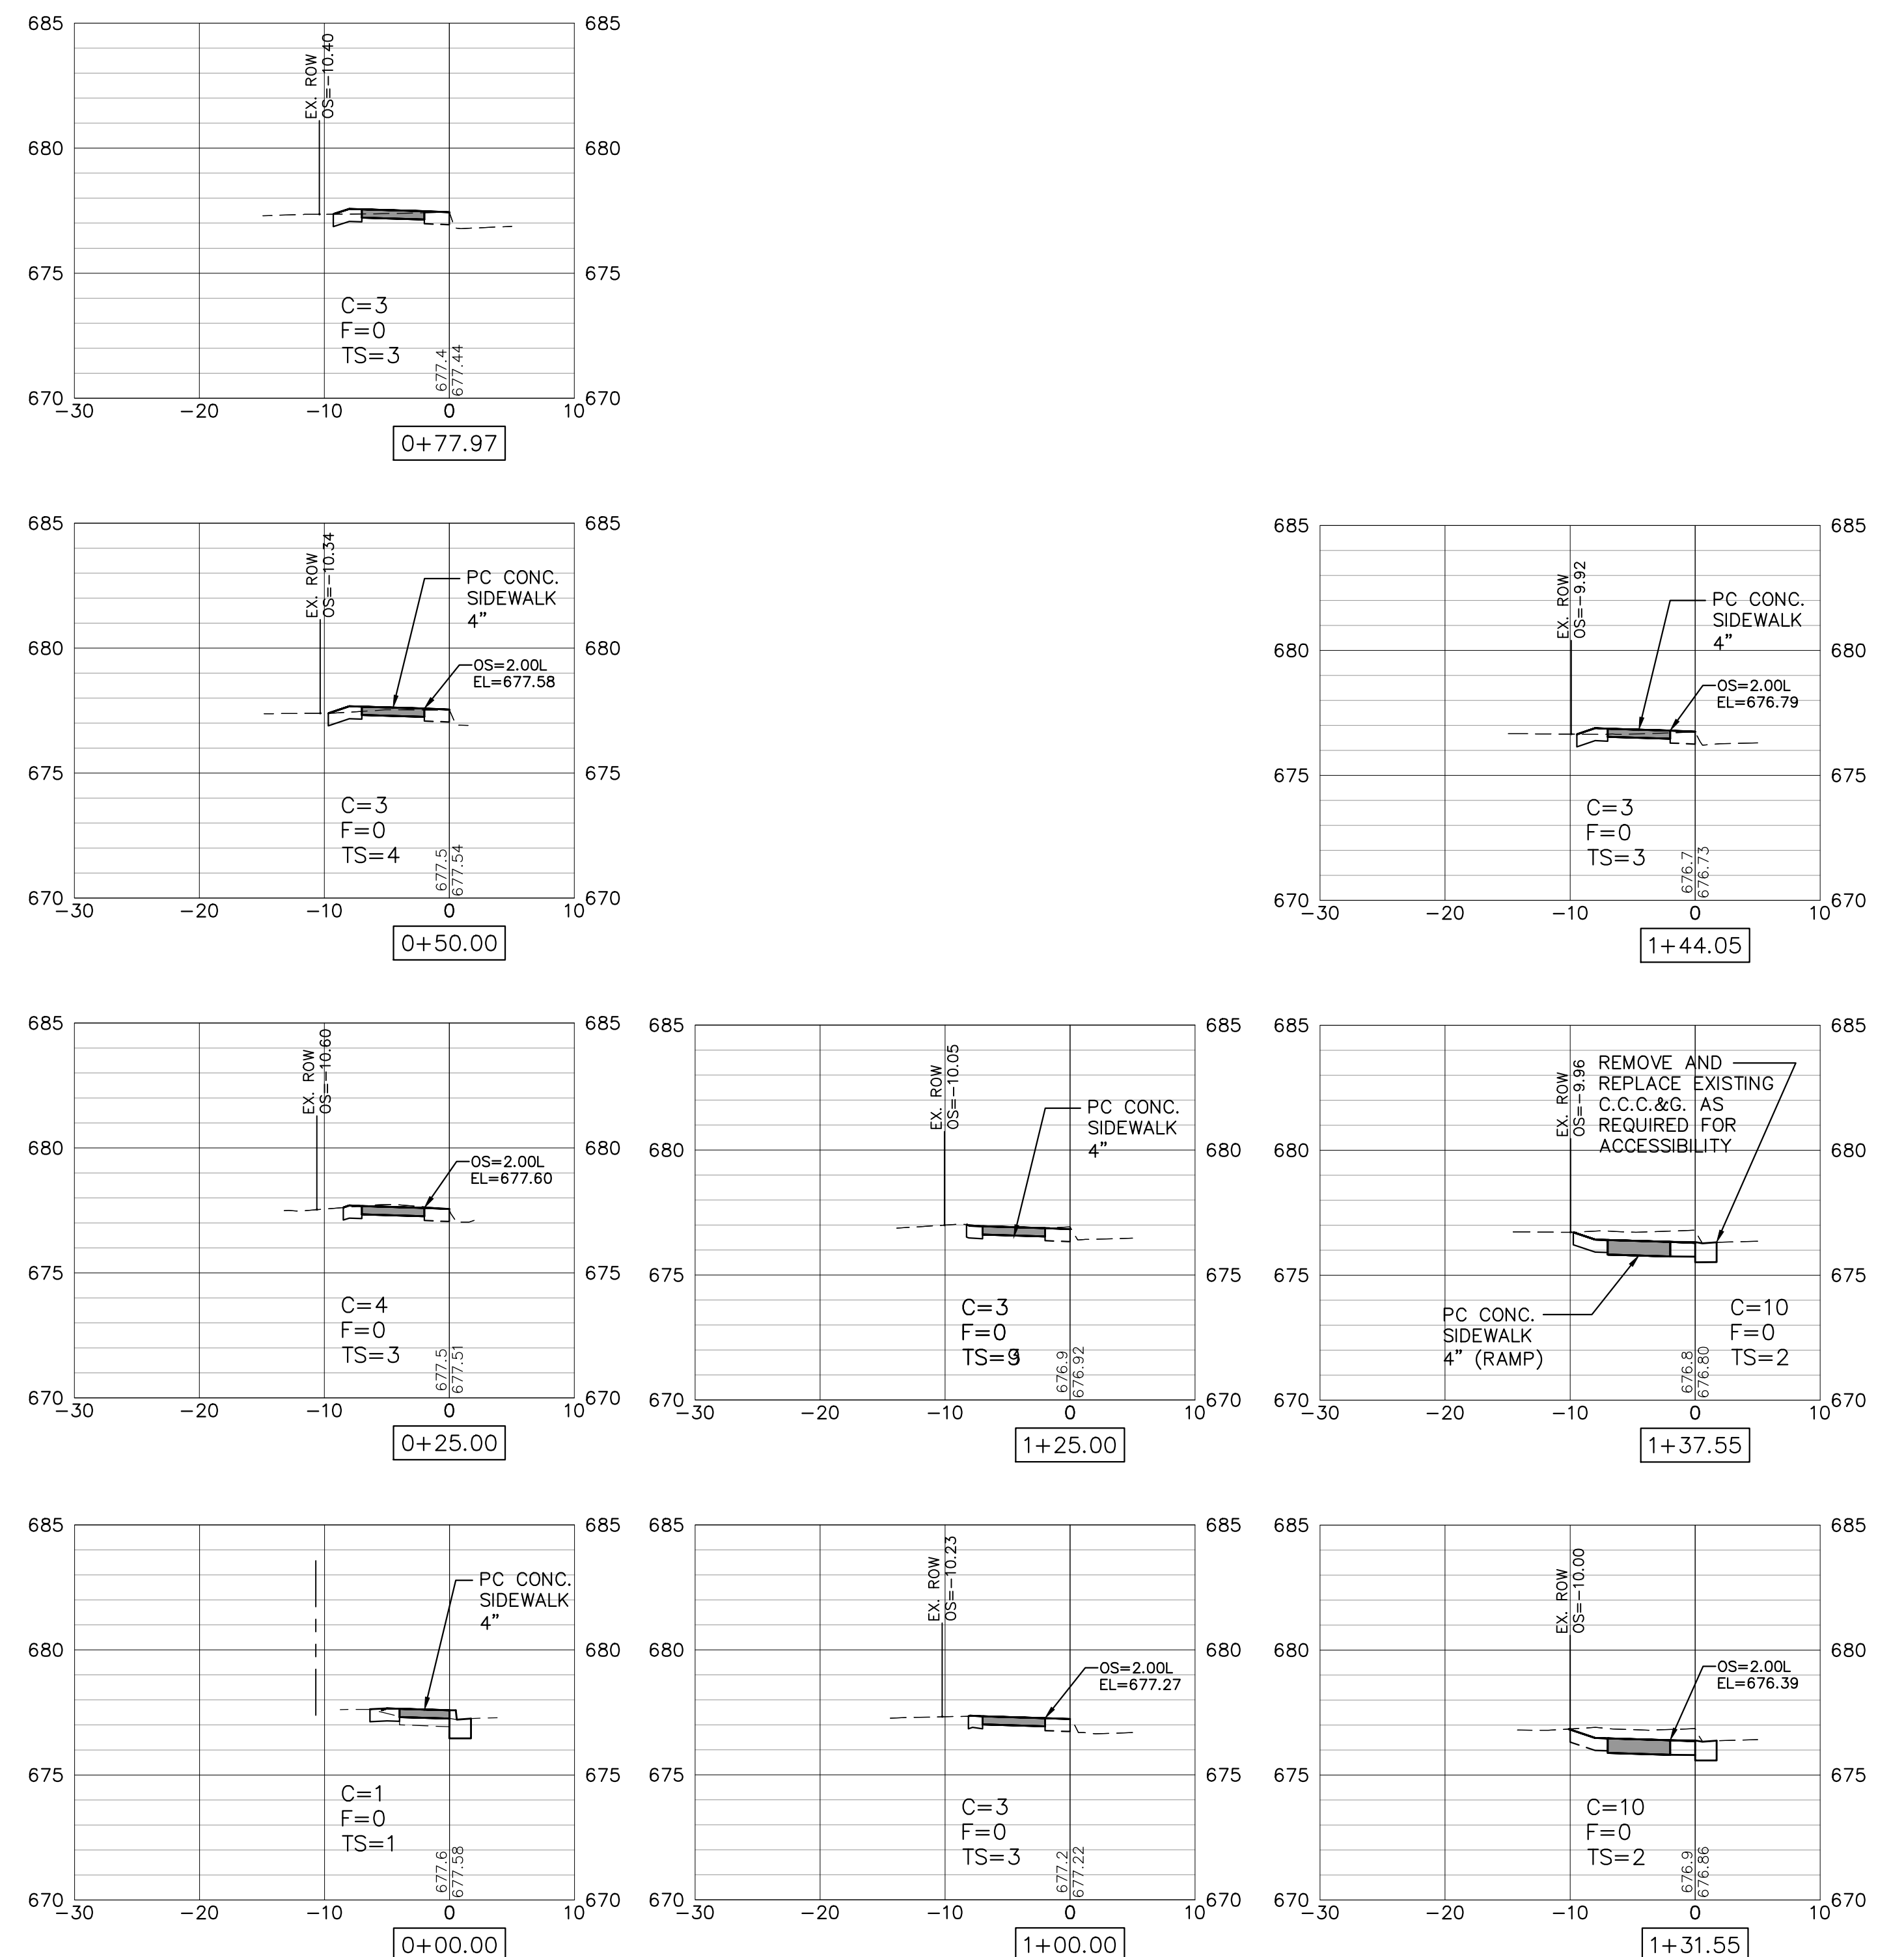 685
685
EX. ROW
OS=-10.40
680
680
675
675
C=3
F=0
TS=3
677.4
677.44
670
670
-30
-20
-10
0
10
0+77.97
685
685
EX. ROW
OS=-10.34
PC CONC.
SIDEWALK
4"
680
680
OS=2.00L
EL=677.58
675
675
C=3
F=0
TS=4
677.5
677.54
670
670
-30
-20
-10
0
10
0+50.00
685
685
EX. ROW
OS=-9.92
PC CONC.
SIDEWALK
4"
680
680
OS=2.00L
EL=676.79
675
675
C=3
F=0
TS=3
676.7
676.73
670
670
-30
-20
-10
0
10
1+44.05
685
685
EX. ROW
OS=-10.60
680
680
OS=2.00L
EL=677.60
675
675
C=4
F=0
TS=3
677.5
677.51
670
670
-30
-20
-10
0
10
0+25.00
685
685
EX. ROW
OS=-10.05
PC CONC.
SIDEWALK
4"
680
680
675
675
C=3
F=0
676.9
676.92
670
670
-30
-20
-10
0
10
1+25.00
685
685
EX. ROW
OS=-9.96
REMOVE AND
REPLACE EXISTING
C.C.C.&G. AS
REQUIRED FOR
ACCESSIBILITY
680
680
675
675
PC CONC.
SIDEWALK
4" (RAMP)
C=10
F=0
TS=2
676.8
676.80
670
670
-30
-20
-10
0
10
1+37.55
685
685
PC CONC.
SIDEWALK
4"
680
680
675
675
C=1
F=0
TS=1
677.6
677.58
670
670
-30
-20
-10
0
10
0+00.00
685
685
EX. ROW
OS=-10.23
680
680
OS=2.00L
EL=677.27
675
675
C=3
F=0
TS=3
677.2
677.22
670
670
-30
-20
-10
0
10
1+00.00
685
685
EX. ROW
OS=-10.00
680
680
OS=2.00L
EL=676.39
675
675
C=10
F=0
TS=2
676.9
676.86
670
670
-30
-20
-10
0
10
1+31.55